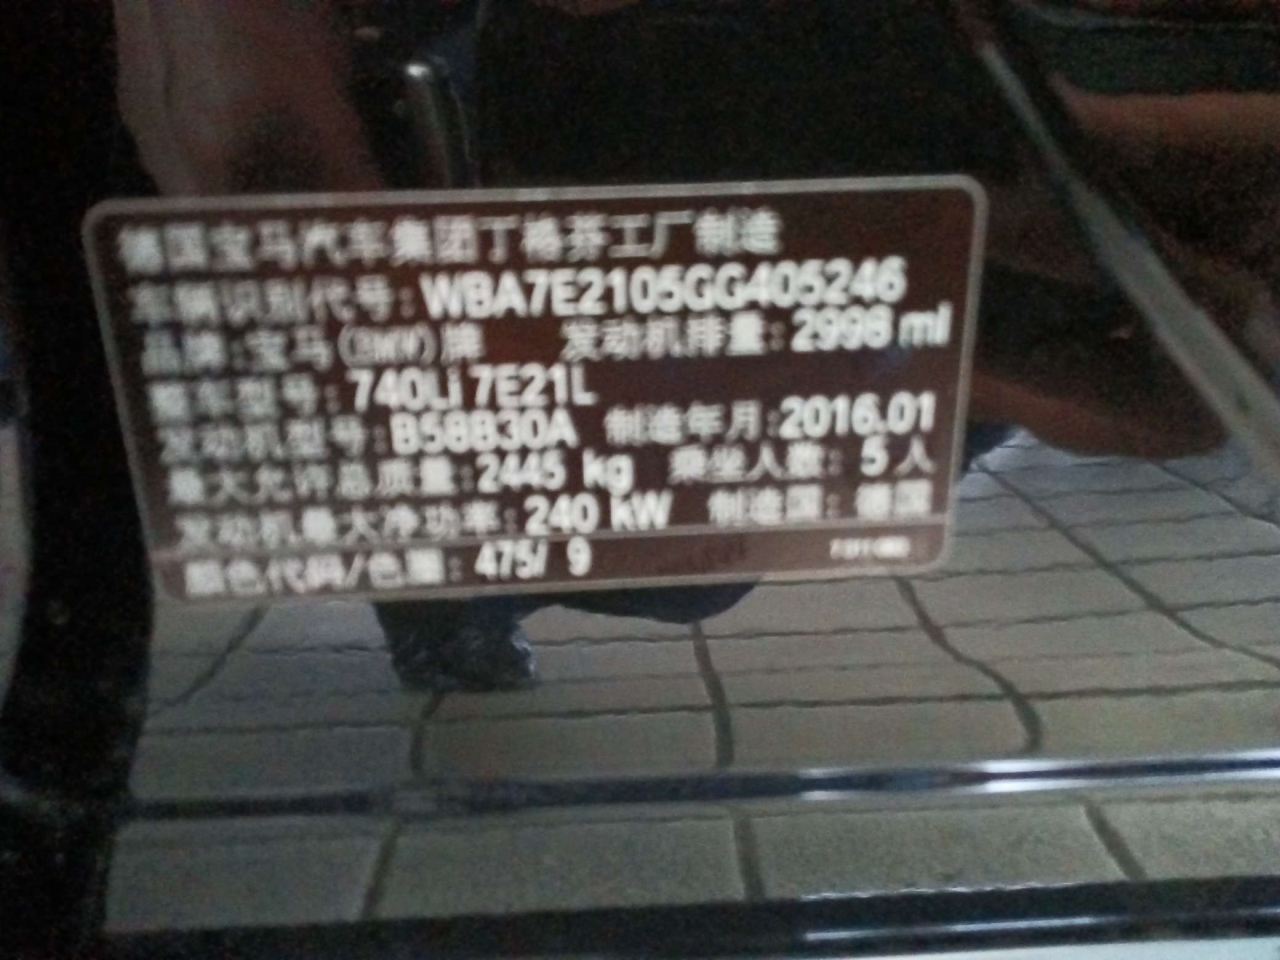 德国宝马汽车集团丁格芬工厂制造
车辆识别代号:WBA7E2105GG405246
品牌:宝马(BMW)牌 发动机排量:2998 ml
整车型号:740Li 7E21L
发动机型号:B58B30A 制造年月:2016.01
最大允许总质量:2445 kg 乘坐人数:5人
发动机最大净功率:240 kW 制造国:德国
颜色代码/色圈:475/ 9